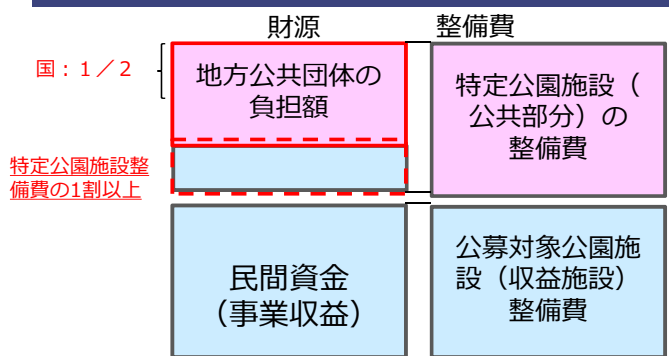 財源
整備費
国：１／２
地方公共団体の
負担額
特定公園施設（
公共部分）の
整備費
特定公園施設整
備費の1割以上
民間資金
（事業収益）
公募対象公園施
設（収益施設）
整備費